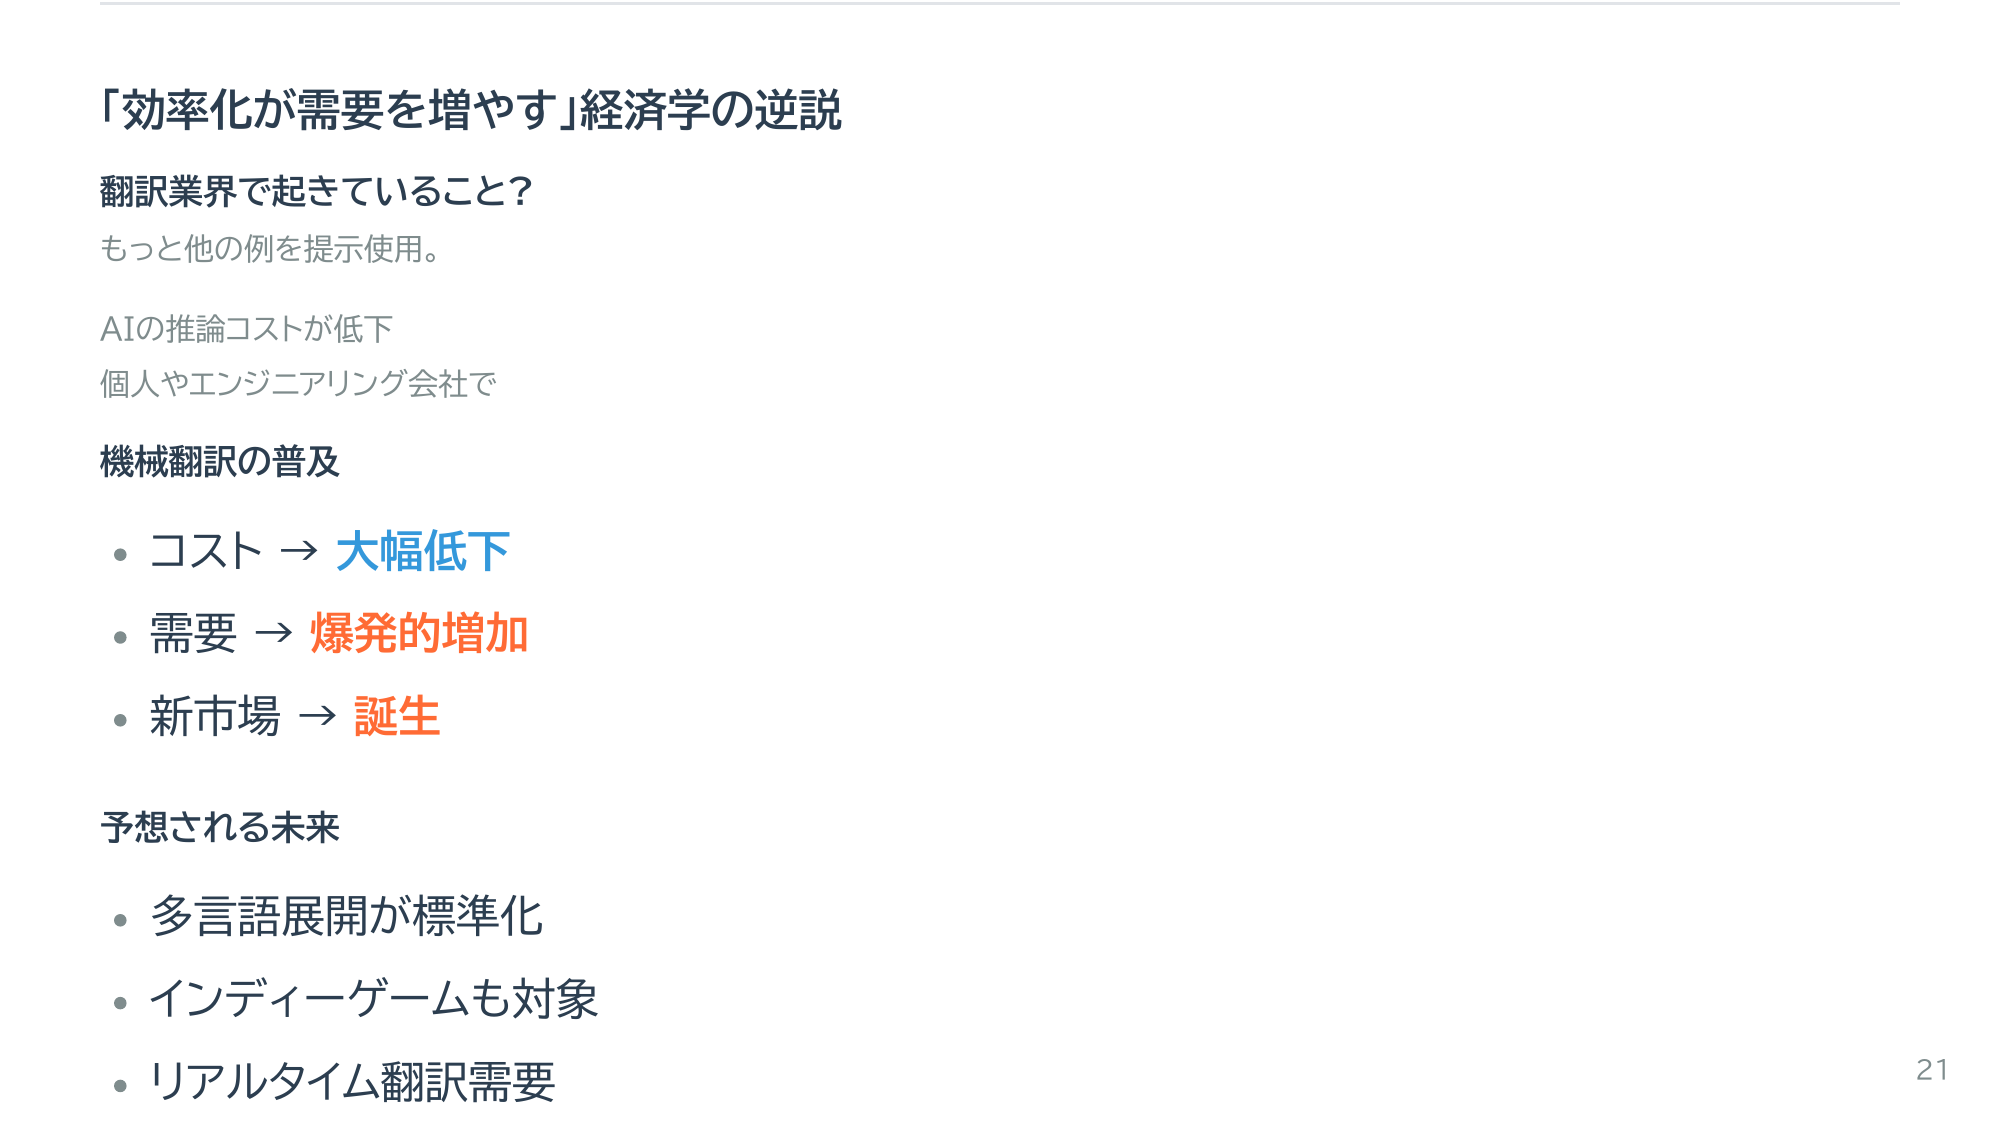 「効率化が需要を増やす」経済学の逆説
翻訳業界で起きていること？
もっと他の例を提示使用。
AIの推論コストが低下
個人やエンジニアリング会社で
機械翻訳の普及
• コスト → 大幅低下
• 需要 → 爆発的増加
• 新市場 → 誕生
予想される未来
• 多言語展開が標準化
• インディーゲームも対象
• リアルタイム翻訳需要
21